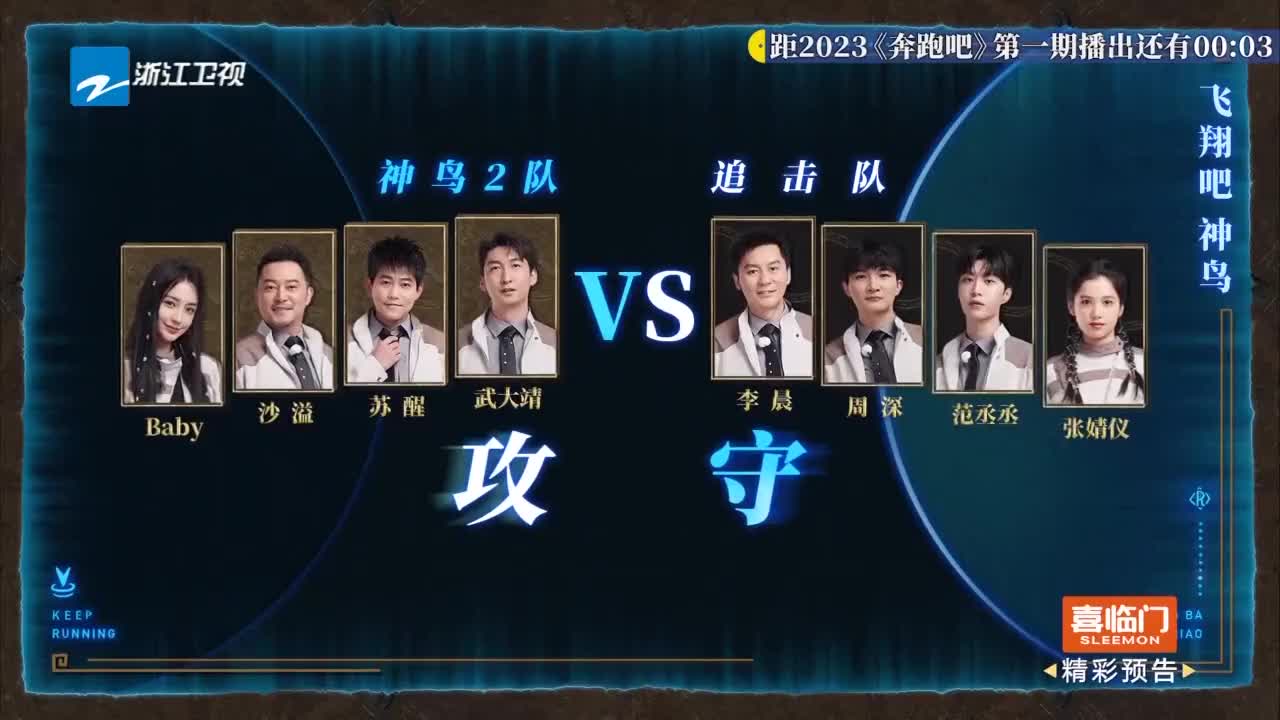 浙江卫视
距2023《奔跑吧》第一期播出还有00:03
飞翔吧 神鸟
神鸟2队
追击队
VS
Baby
沙溢
苏醒
武大靖
李晨
周深
范丞丞
张婧仪
攻
守
KEEP
RUNNING
R
BA
IAO
喜临门
SLEEMON
精彩预告